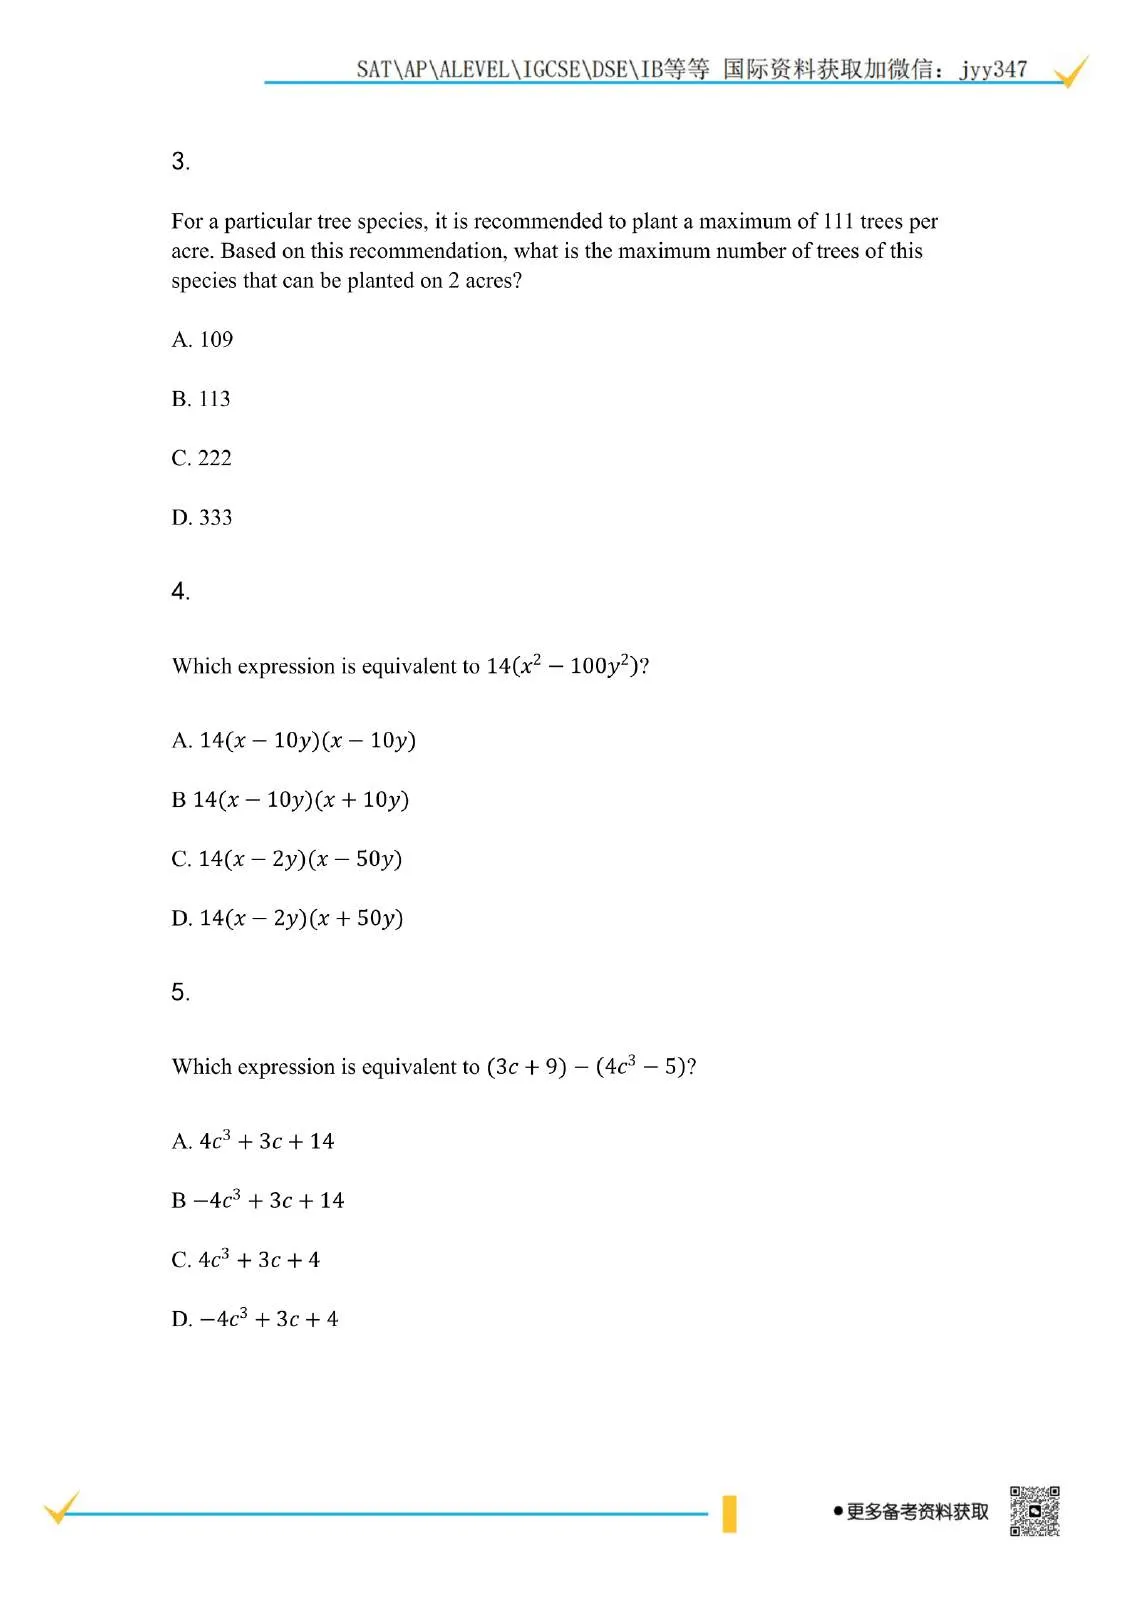 SAT\AP\ALEVEL\IGCSE\DSE\IB等等 国际资料获取加微信：jyy347
3.
For a particular tree species, it is recommended to plant a maximum of 111 trees per
acre. Based on this recommendation, what is the maximum number of trees of this
species that can be planted on 2 acres?
A. 109
B. 113
C. 222
D. 333
4.
Which expression is equivalent to 14(x² − 100y²)?
A. 14(x − 10y)(x − 10y)
B 14(x − 10y)(x + 10y)
C. 14(x − 2y)(x − 50y)
D. 14(x − 2y)(x + 50y)
5.
Which expression is equivalent to (3c + 9) − (4c³ − 5)?
A. 4c³ + 3c + 14
B −4c³ + 3c + 14
C. 4c³ + 3c + 4
D. −4c³ + 3c + 4
●更多备考资料获取